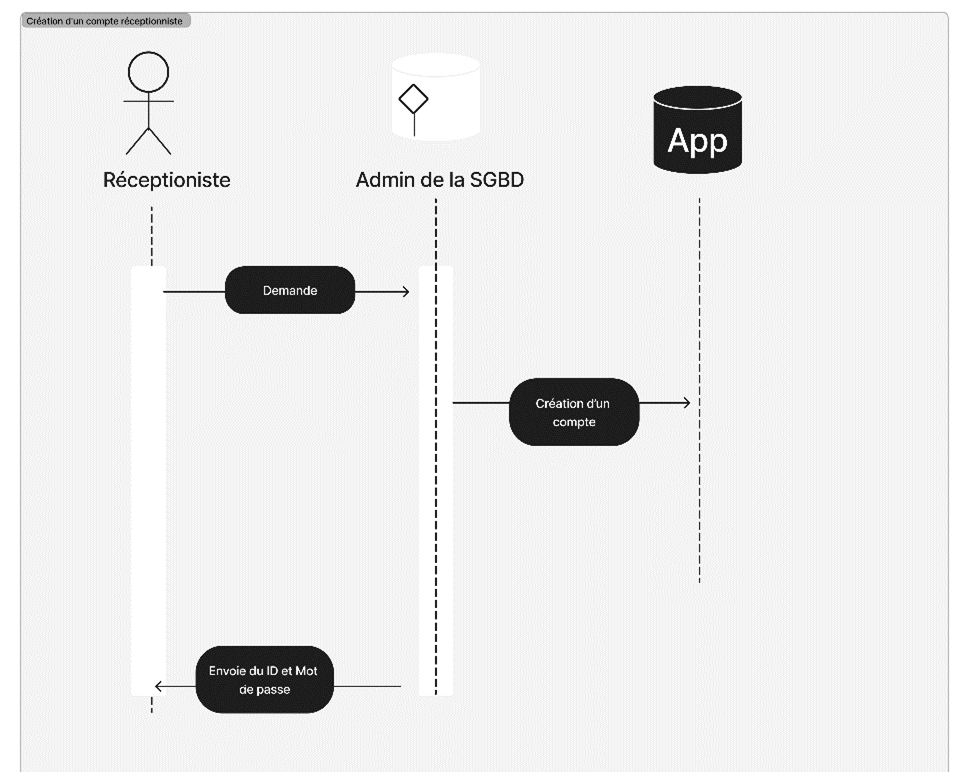 Création d'un compte réceptionniste
App
Réceptioniste
Admin de la SGBD
Demande
Création d'un
compte
Envoie du ID et Mot
de passe